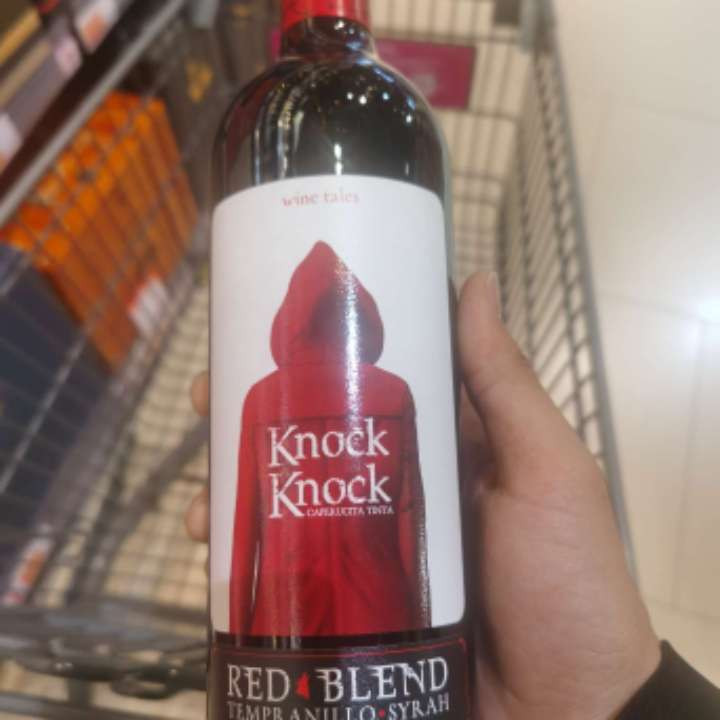 wine tales
Knock
Knock
CAPERUCITA TINTA
RED BLEND
TEMPRANILLO • SYRAH